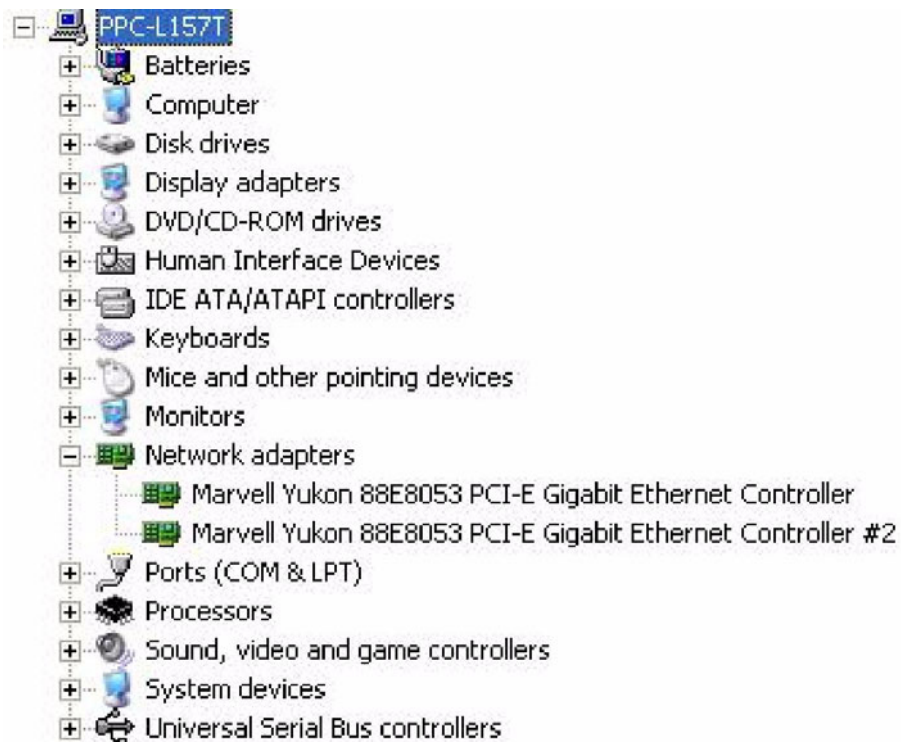 PPC-L157T
Batteries
Computer
Disk drives
Display adapters
DVD/CD-ROM drives
Human Interface Devices
IDE ATA/ATAPI controllers
Keyboards
Mice and other pointing devices
Monitors
Network adapters
Marvell Yukon 88E8053 PCI-E Gigabit Ethernet Controller
Marvell Yukon 88E8053 PCI-E Gigabit Ethernet Controller #2
Ports (COM & LPT)
Processors
Sound, video and game controllers
System devices
Universal Serial Bus controllers